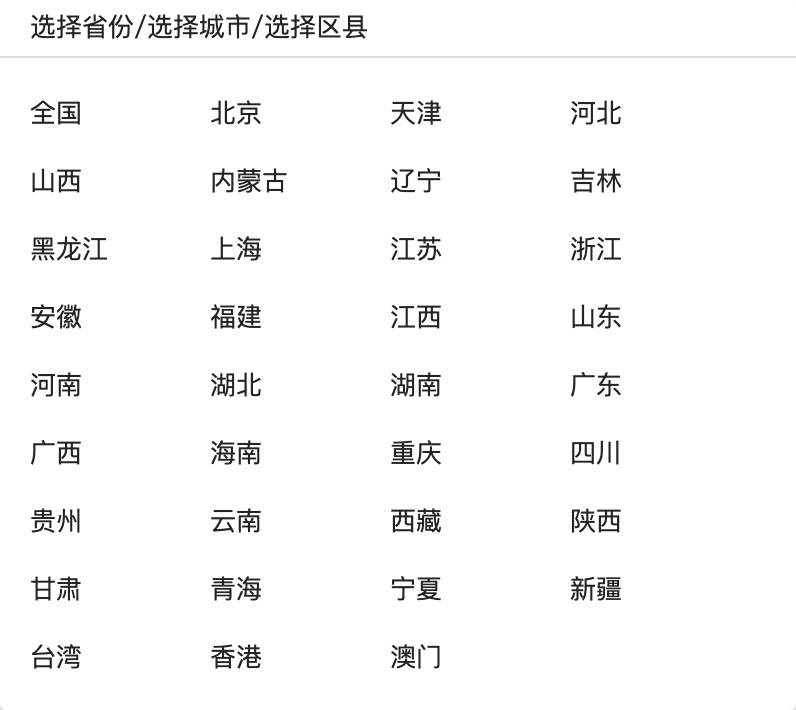 选择省份/选择城市/选择区县
全国 北京 天津 河北
山西 内蒙古 辽宁 吉林
黑龙江 上海 江苏 浙江
安徽 福建 江西 山东
河南 湖北 湖南 广东
广西 海南 重庆 四川
贵州 云南 西藏 陕西
甘肃 青海 宁夏 新疆
台湾 香港 澳门